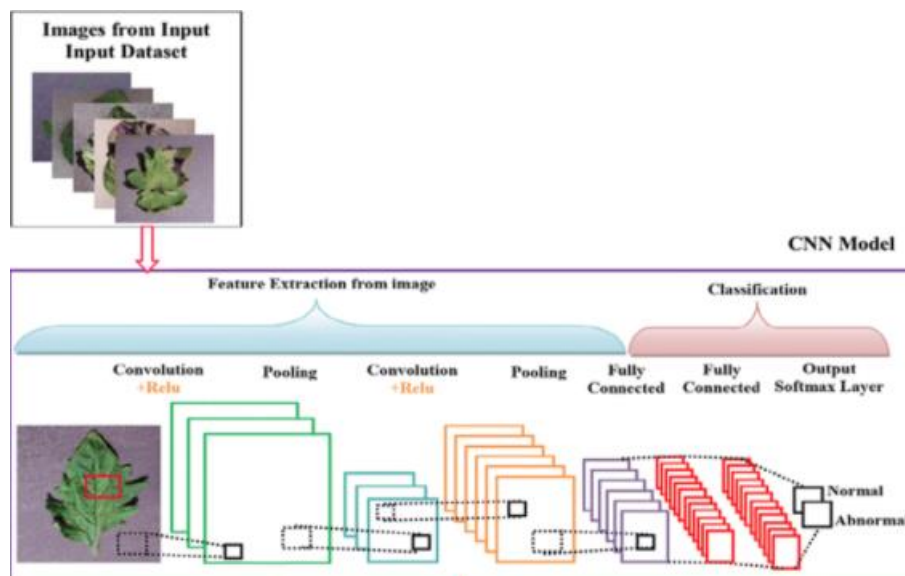 Images from Input
Input Dataset
CNN Model
Feature Extraction from image
Classification
Convolution
+Relu
Pooling
Convolution
+Relu
Pooling
Fully
Connected
Fully
Connected
Output
Softmax Layer
Normal
Abnormal